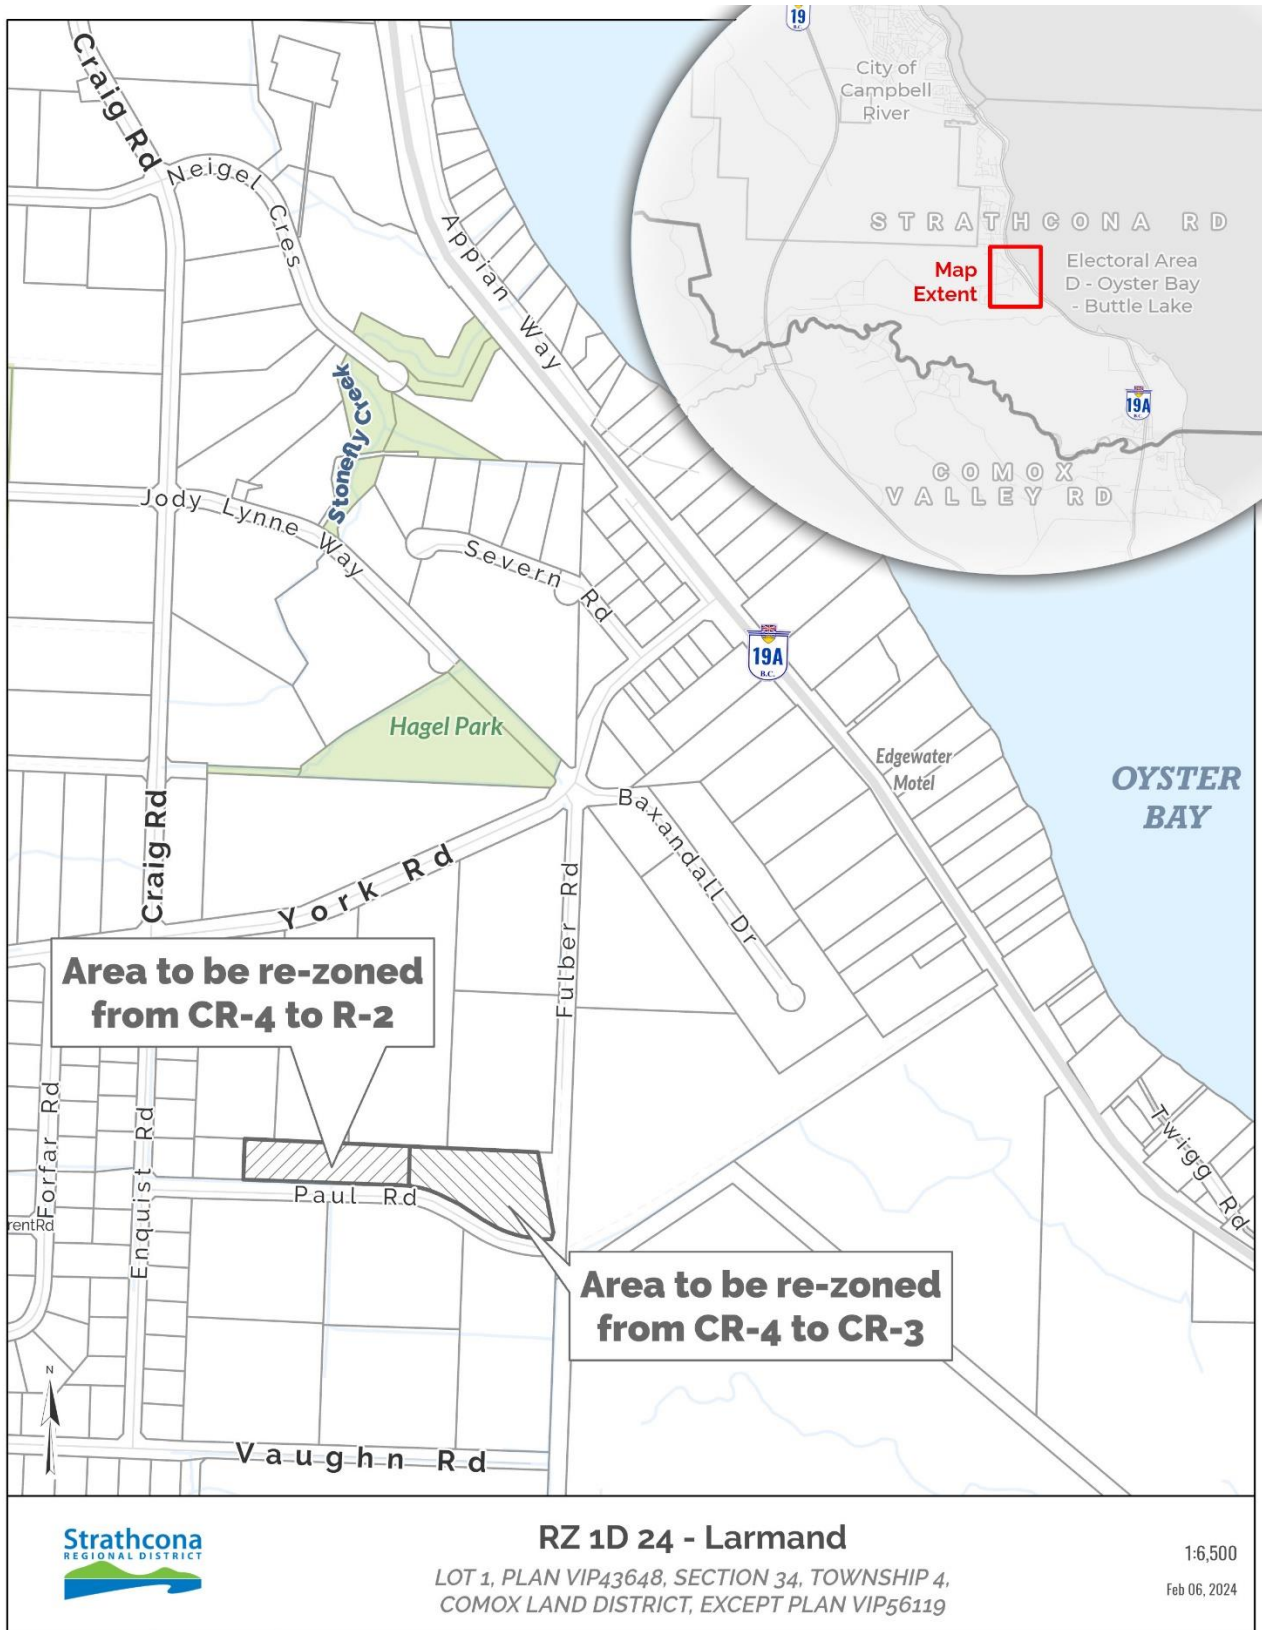 19
B.C.
City of
Campbell
River
STRATHCONA RD
Map
Extent
Electoral Area
D - Oyster Bay
- Buttle Lake
19A
B.C.
COMOX
VALLEY RD
Craig Rd
Neigel Cres
Appian Way
Stonefly Creek
Jody Lynne Way
Severn Rd
19A
B.C.
Hagel Park
Edgewater
Motel
OYSTER
BAY
Craig Rd
York Rd
Baxandall Dr
Fulber Rd
Area to be re-zoned
from CR-4 to R-2
Forfar Rd
Enquist Rd
Paul Rd
Twigg Rd
rentRd
Area to be re-zoned
from CR-4 to CR-3
N
Vaughn Rd
Strathcona
REGIONAL DISTRICT
RZ 1D 24 - Larmand
LOT 1, PLAN VIP43648, SECTION 34, TOWNSHIP 4,
COMOX LAND DISTRICT, EXCEPT PLAN VIP56119
1:6,500
Feb 06, 2024